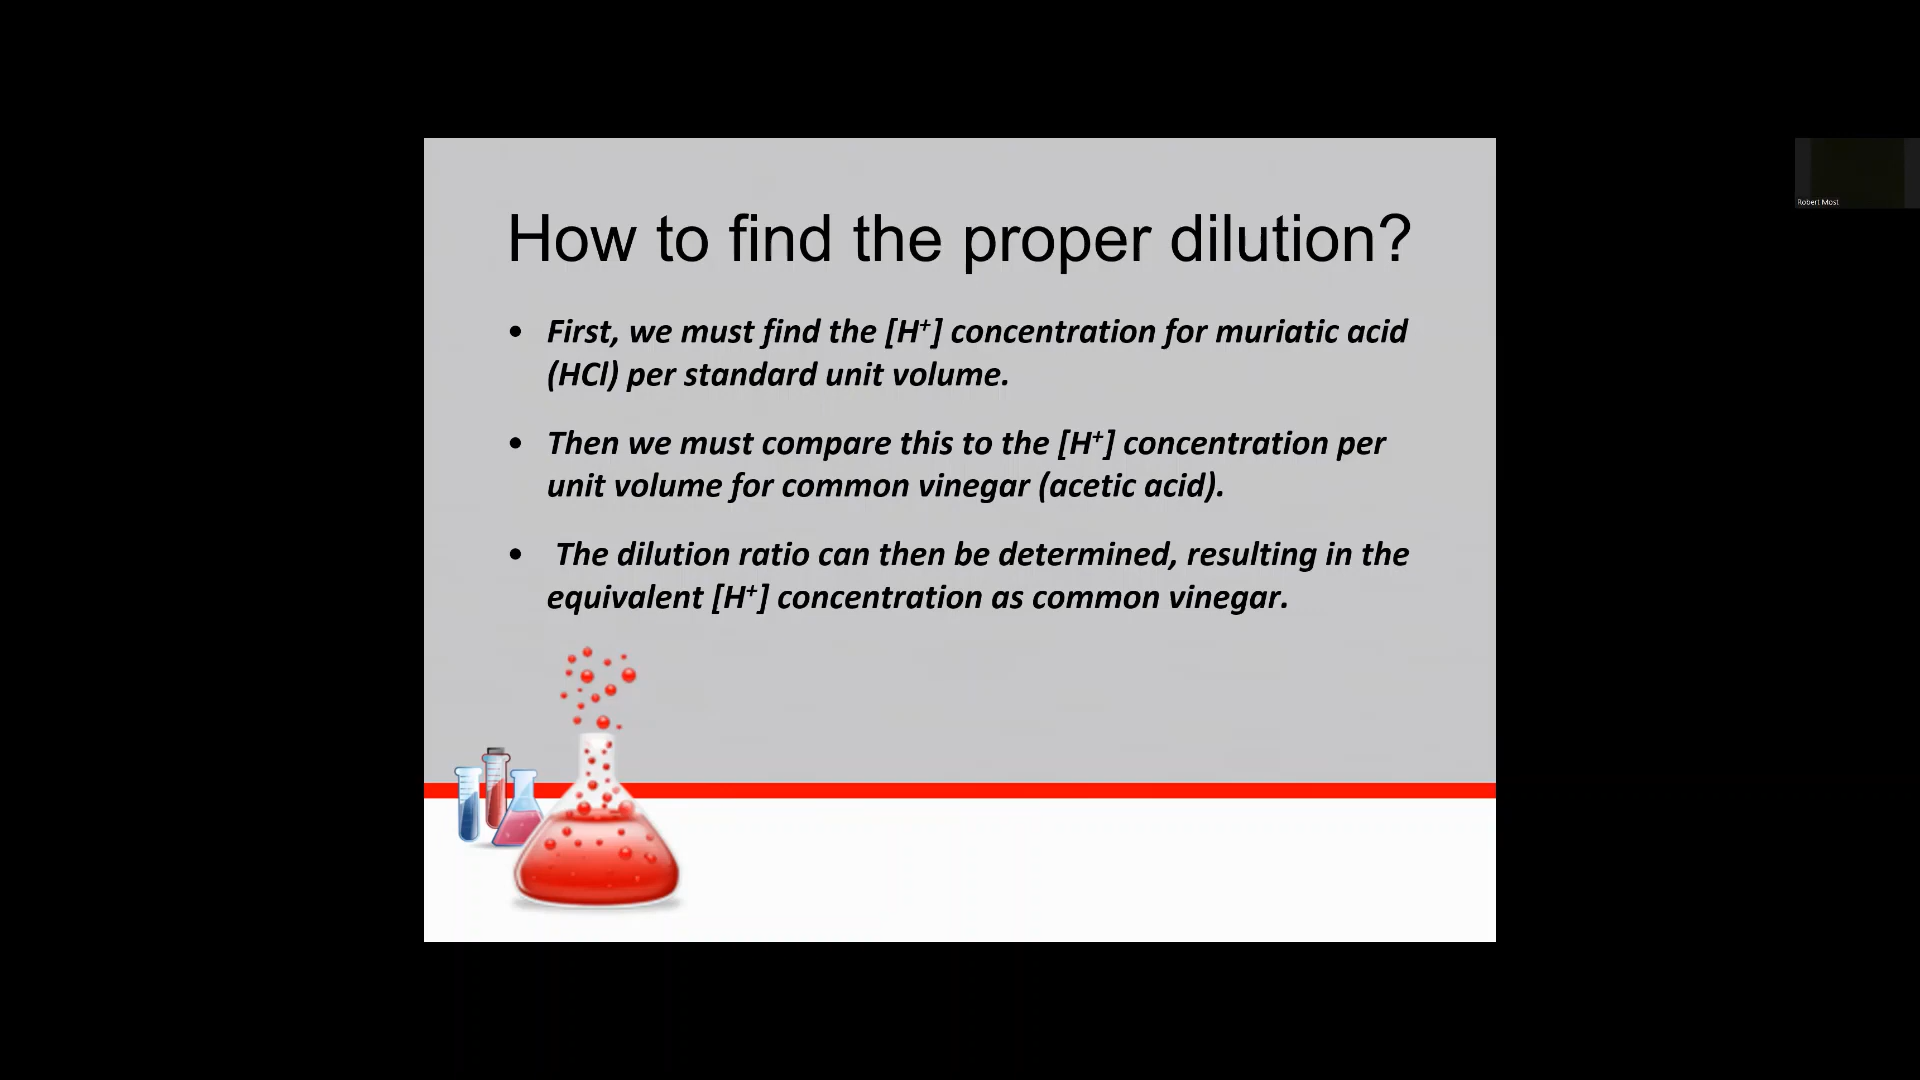 How to find the proper dilution?
• First, we must find the [H⁺] concentration for muriatic acid
(HCl) per standard unit volume.
• Then we must compare this to the [H⁺] concentration per
unit volume for common vinegar (acetic acid).
• The dilution ratio can then be determined, resulting in the
equivalent [H⁺] concentration as common vinegar.
Robert Most